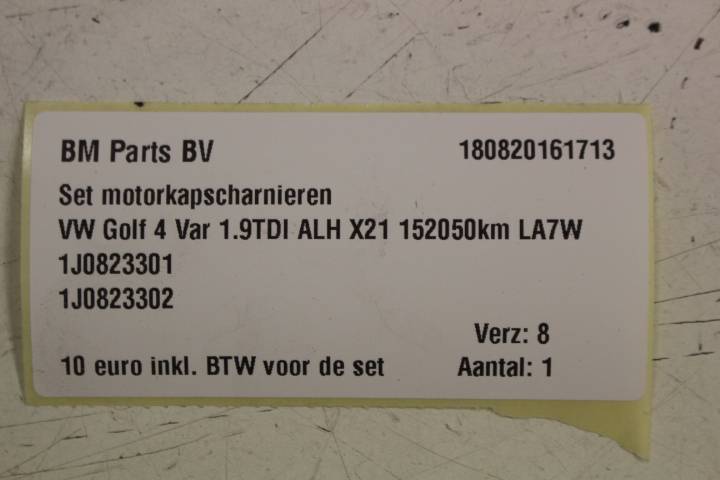 BM Parts BV 180820161713
Set motorkapscharnieren
VW Golf 4 Var 1.9TDI ALH X21 152050km LA7W
1J0823301
1J0823302
Verz: 8
10 euro inkl. BTW voor de set Aantal: 1